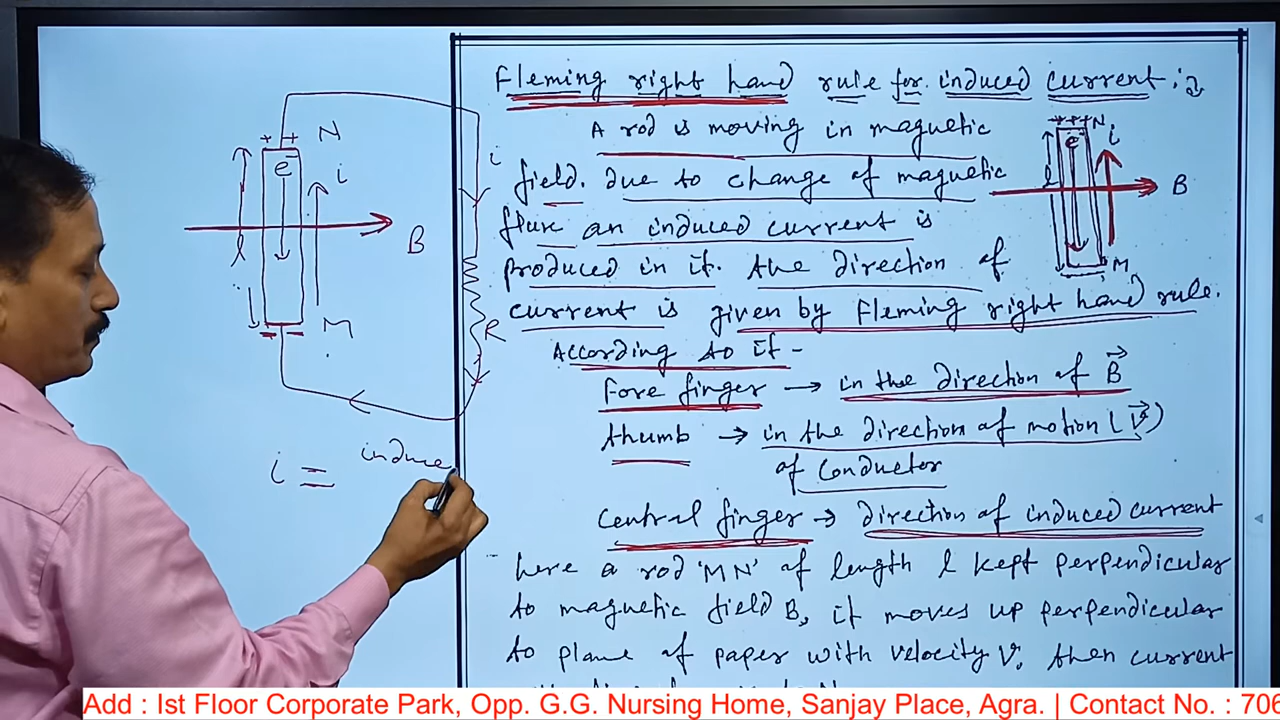 Fleming right hand rule for induced current :-
A rod is moving in magnetic
field. Due to change of magnetic
flux an induced current is
produced in it. The direction of
current is given by Fleming right hand rule.
According to it -
Fore finger → in the direction of B
thumb → in the direction of motion (V)
of conductor
Central finger → direction of induced current
here a rod 'MN' of length l kept perpendicular
to magnetic field B, it moves up perpendicular
to plane of paper with velocity V, then current
+++ N
e-
i
l
B
M
+ + N
e-
i
i
l
B
M
R
i = induce
Add : Ist Floor Corporate Park, Opp. G.G. Nursing Home, Sanjay Place, Agra. | Contact No. : 706